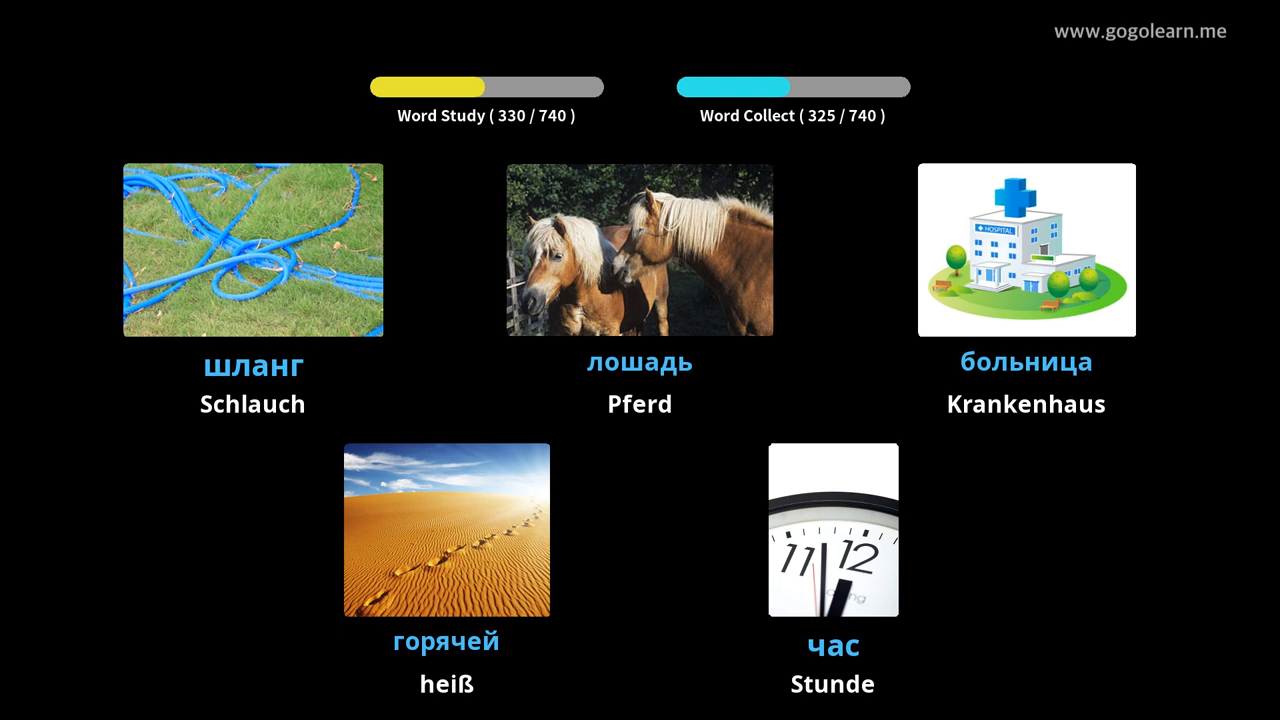 www.gogolearn.me
Word Study ( 330 / 740 )
Word Collect ( 325 / 740 )
HOSPITAL
шланг
лошадь
больница
Schlauch
Pferd
Krankenhaus
11 12
горячей
час
heiß
Stunde